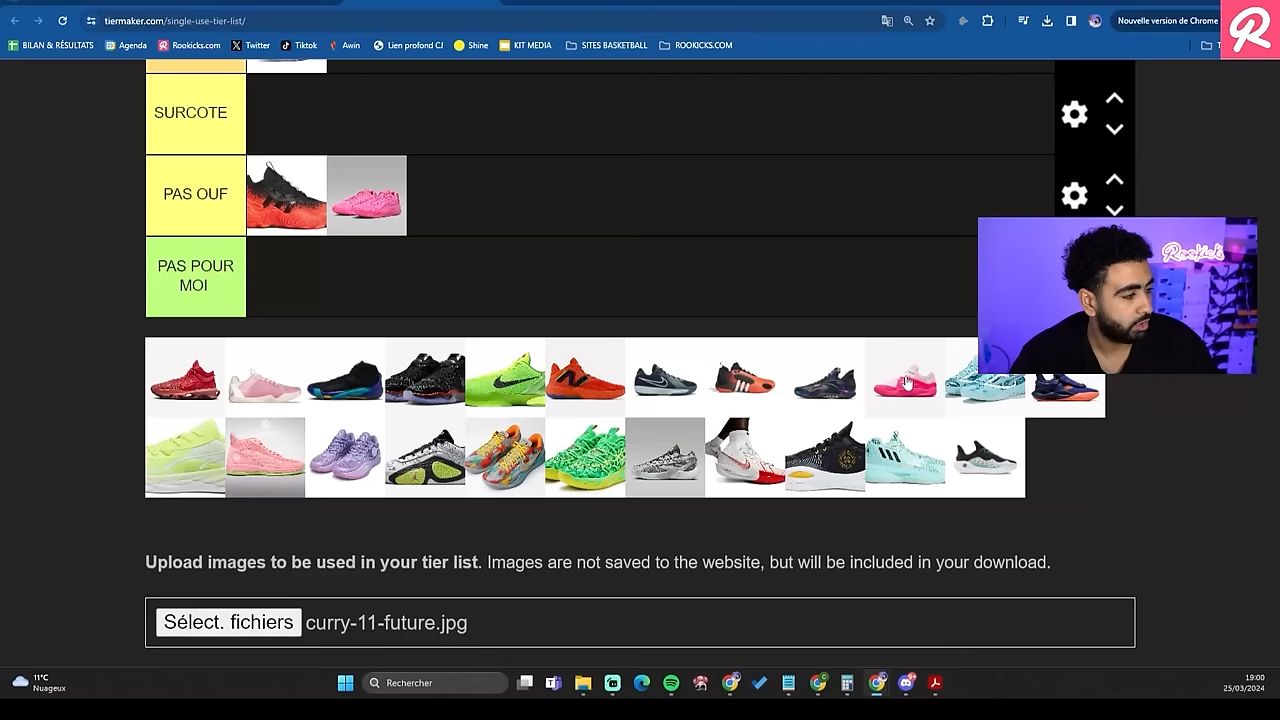 tiermaker.com/single-use-tier-list/
Nouvelle version de Chrome
R
BILAN & RÉSULTATS
Agenda
Rookicks.com
Twitter
Tiktok
Awin
Lien profond CJ
Shine
KIT MEDIA
SITES BASKETBALL
ROOKICKS.COM
SURCOTE
PAS OUF
PAS POUR
MOI
Rookicks
Upload images to be used in your tier list. Images are not saved to the website, but will be included in your download.
Sélect. fichiers curry-11-future.jpg
11°C
Nuageux
Rechercher
19:00
25/03/2024